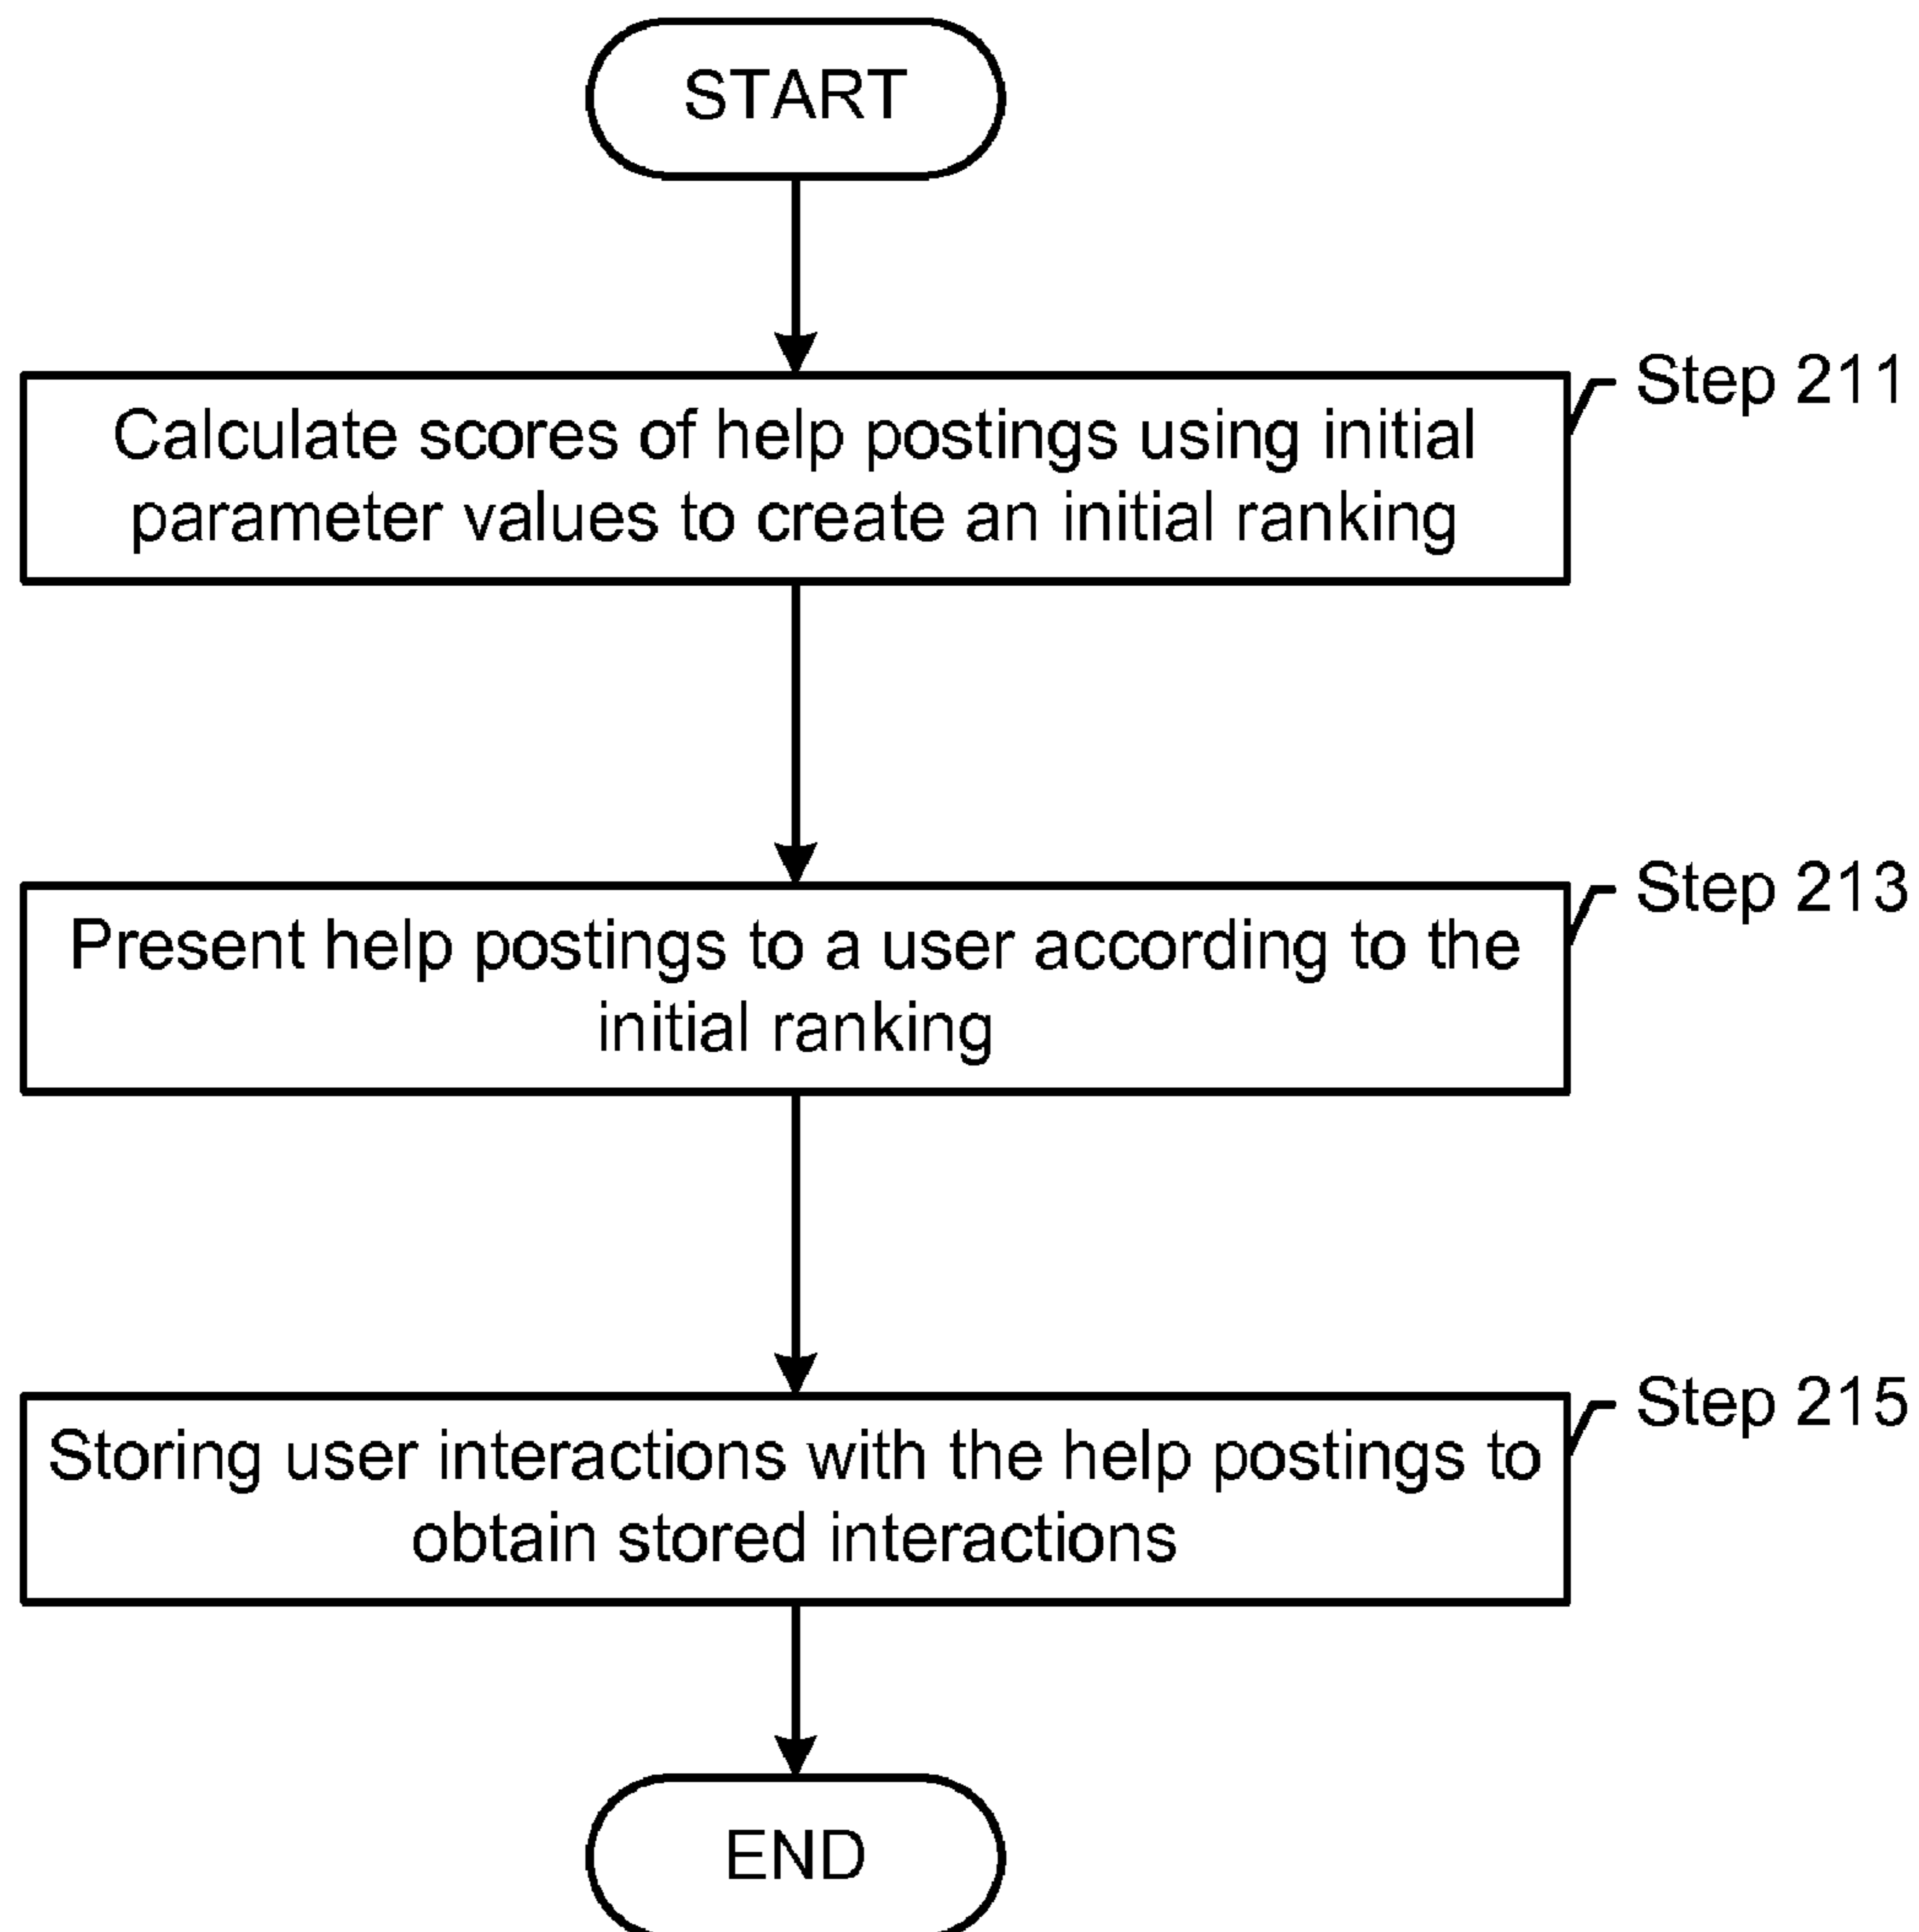 START
Step 211
Calculate scores of help postings using initial
parameter values to create an initial ranking
Step 213
Present help postings to a user according to the
initial ranking
Step 215
Storing user interactions with the help postings to
obtain stored interactions
END